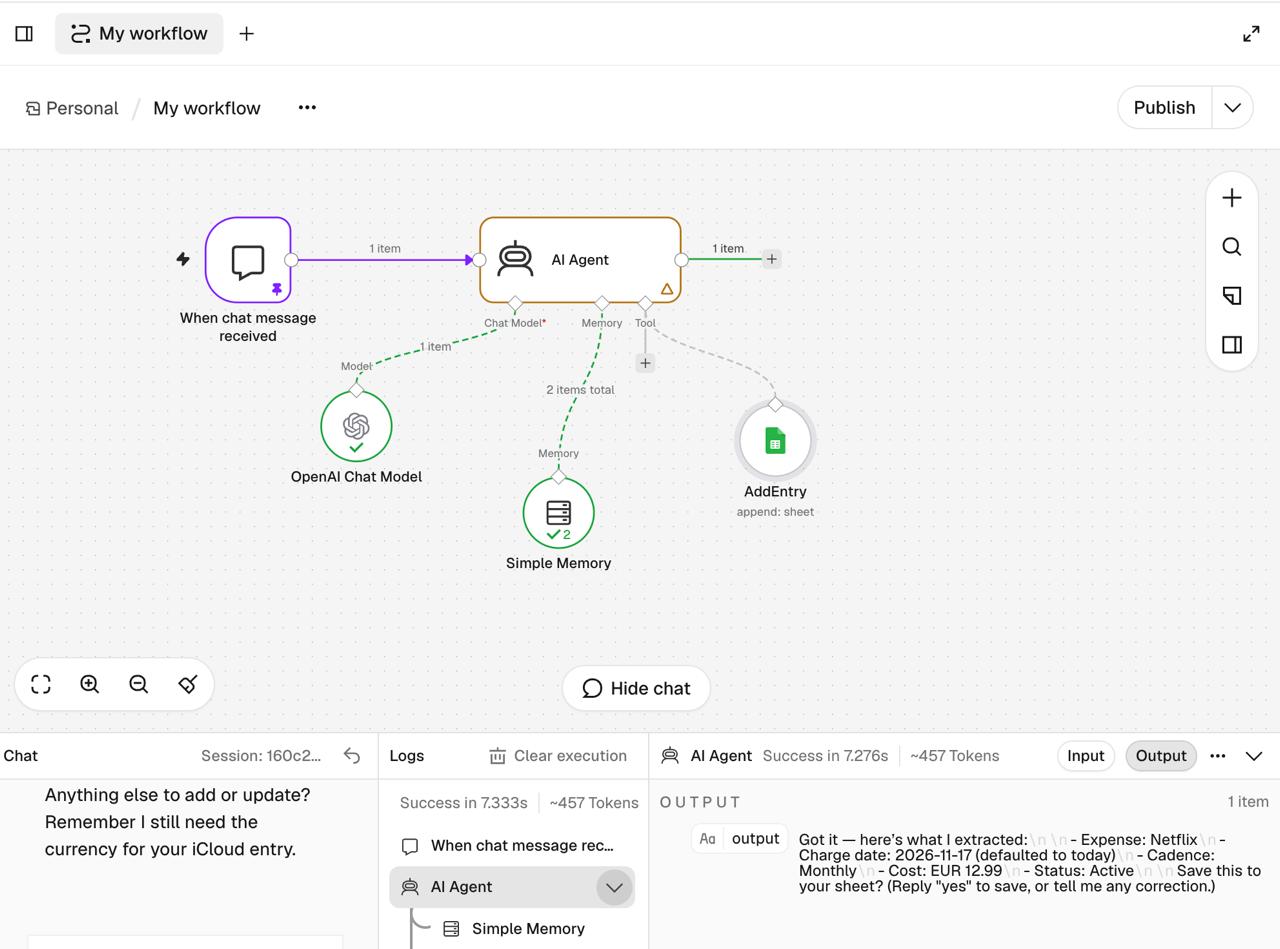 My workflow
Personal / My workflow
Publish
1 item
AI Agent
1 item
When chat message
received
Chat Model*
Memory
Tool
1 item
Model
2 items total
OpenAI Chat Model
Memory
2
Simple Memory
AddEntry
append: sheet
Hide chat
Chat
Session: 160c2...
Anything else to add or update?
Remember I still need the
currency for your iCloud entry.
Logs
Clear execution
Success in 7.333s
~457 Tokens
When chat message rec...
AI Agent
Simple Memory
AI Agent
Success in 7.276s
~457 Tokens
Input
Output
OUTPUT
1 item
Aa output
Got it — here’s what I extracted:\n \n - Expense: Netflix\n -
Charge date: 2026-11-17 (defaulted to today)\n - Cadence:
Monthly\n - Cost: EUR 12.99\n - Status: Active\n \n Save this to
your sheet? (Reply "yes" to save, or tell me any correction.)